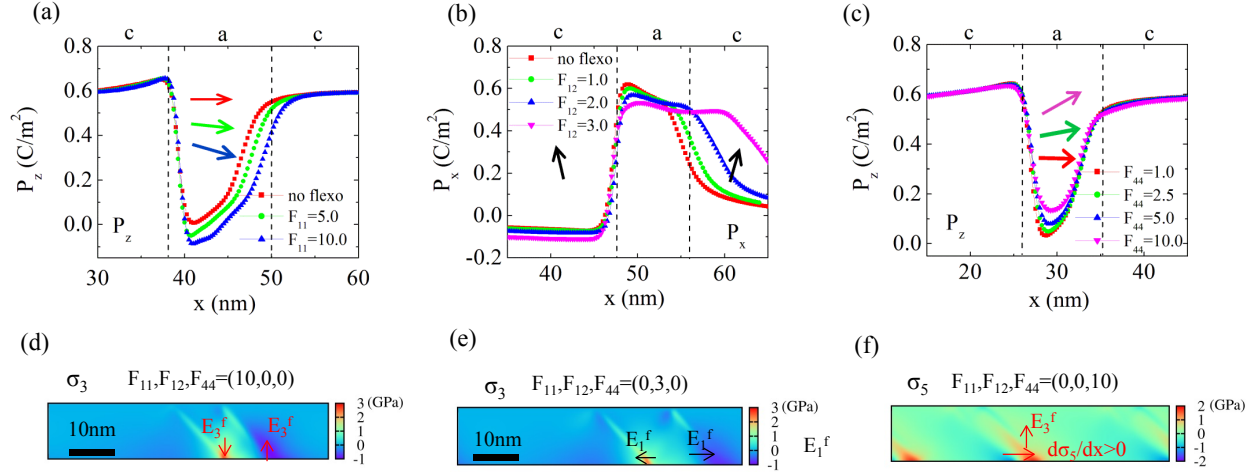 (a)
c a c
P_z (C/m²)
0.8
0.6
0.4
0.2
0.0
30 40 50 60
x (nm)
P_z
no flexo
F_11=5.0
F_11=10.0
(b)
c a c
P_x (C/m²)
0.8
0.6
0.4
0.2
0.0
-0.2
40 50 60
x (nm)
no flexo
F_12=1.0
F_12=2.0
F_12=3.0
P_x
(c)
c a c
P_z (C/m²)
0.8
0.6
0.4
0.2
0.0
20 30 40
x (nm)
P_z
F_44=1.0
F_44=2.5
F_44=5.0
F_44=10.0
(d)
σ_3 F_11,F_12,F_44=(10,0,0)
10nm
E_3^f
3 (GPa)
2
1
0
-1
(e)
σ_3 F_11,F_12,F_44=(0,3,0)
10nm
E_1^f E_1^f
3 (GPa)
2
1
0
-1
E_1^f
(f)
σ_5 F_11,F_12,F_44=(0,0,10)
E_3^f
dσ_5/dx>0
2 (GPa)
1
0
-1
-2